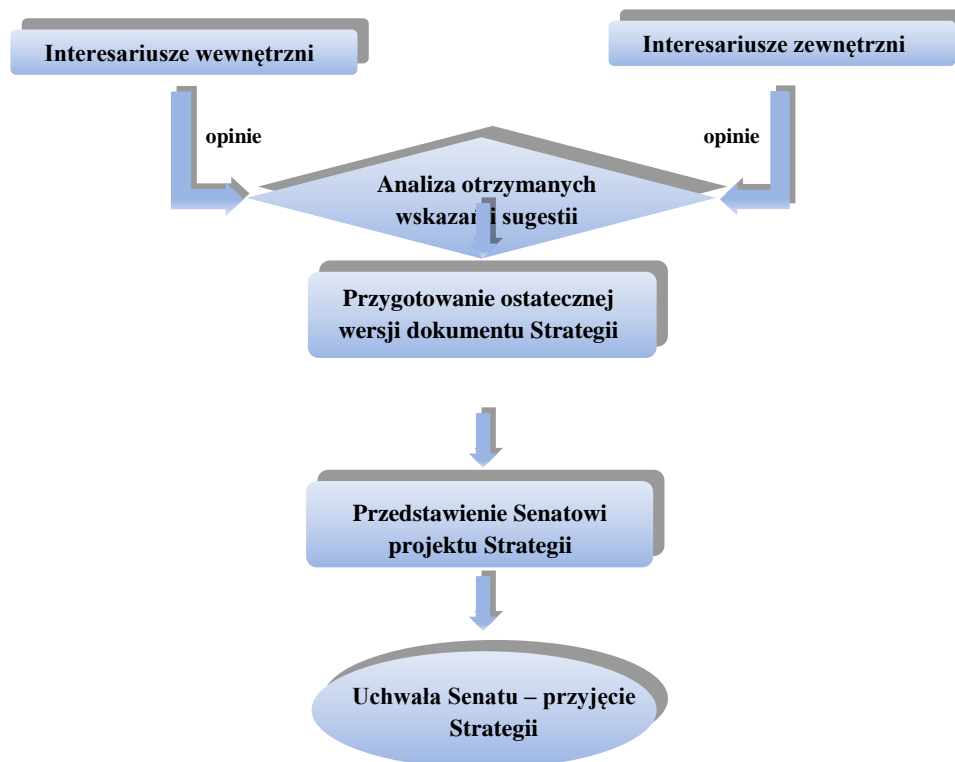 Interesariusze wewnętrzni
Interesariusze zewnętrzni
opinie
opinie
Analiza otrzymanych
wskazań i sugestii
Przygotowanie ostatecznej
wersji dokumentu Strategii
Przedstawienie Senatowi
projektu Strategii
Uchwała Senatu – przyjęcie
Strategii